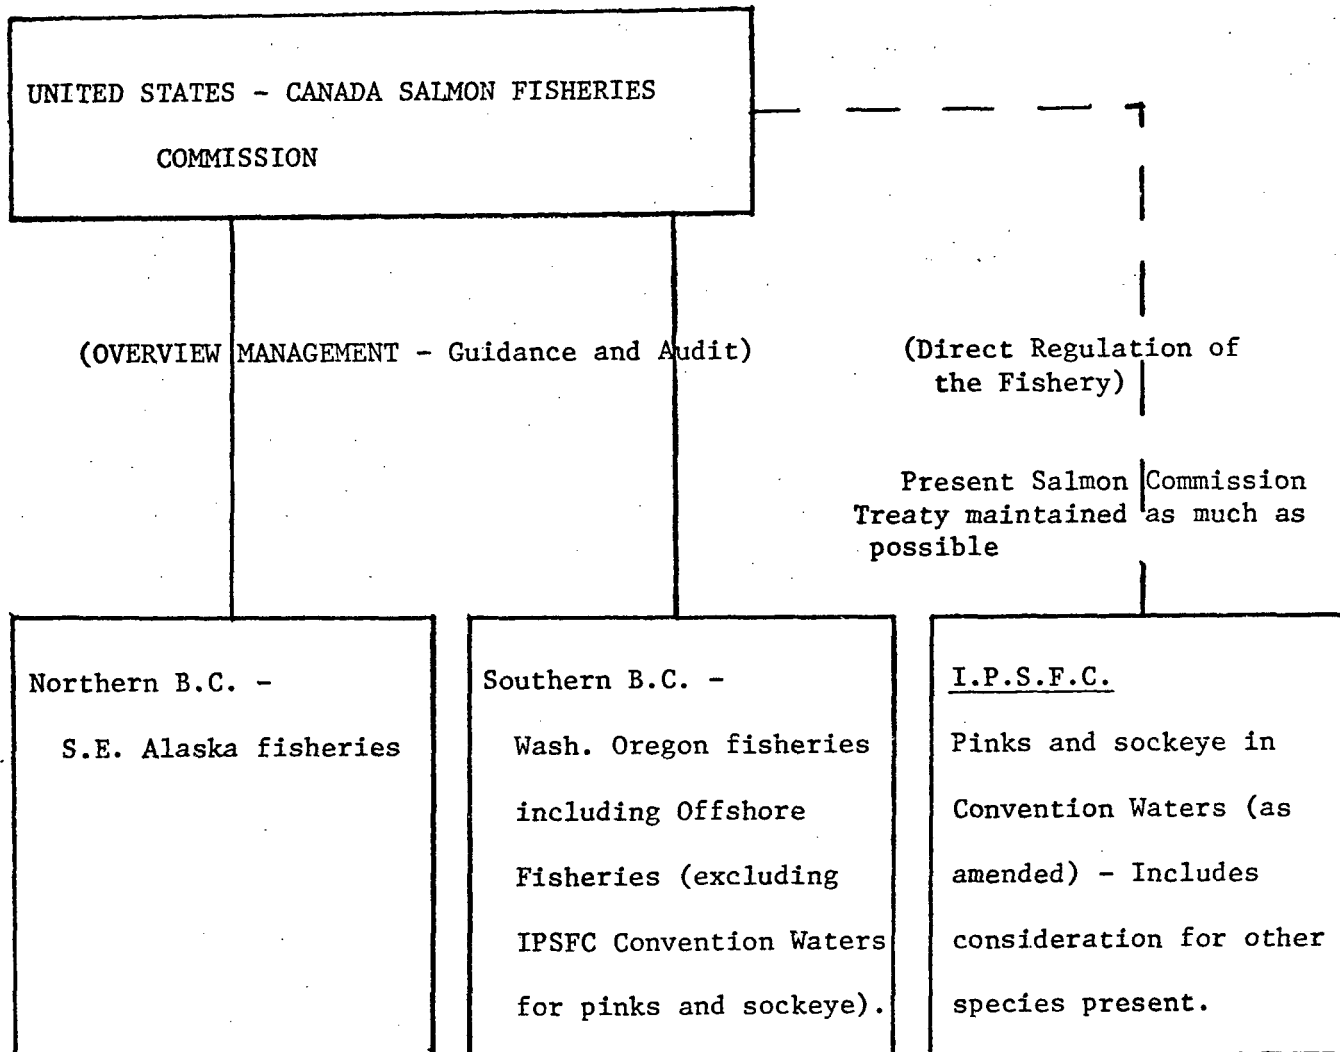 UNITED STATES - CANADA SALMON FISHERIES
COMMISSION
(OVERVIEW MANAGEMENT - Guidance and Audit)
(Direct Regulation of
the Fishery)
Present Salmon Commission
Treaty maintained as much as
possible
Northern B.C. -
S.E. Alaska fisheries
Southern B.C. -
Wash. Oregon fisheries
including Offshore
Fisheries (excluding
IPSFC Convention Waters
for pinks and sockeye).
I.P.S.F.C.
Pinks and sockeye in
Convention Waters (as
amended) - Includes
consideration for other
species present.